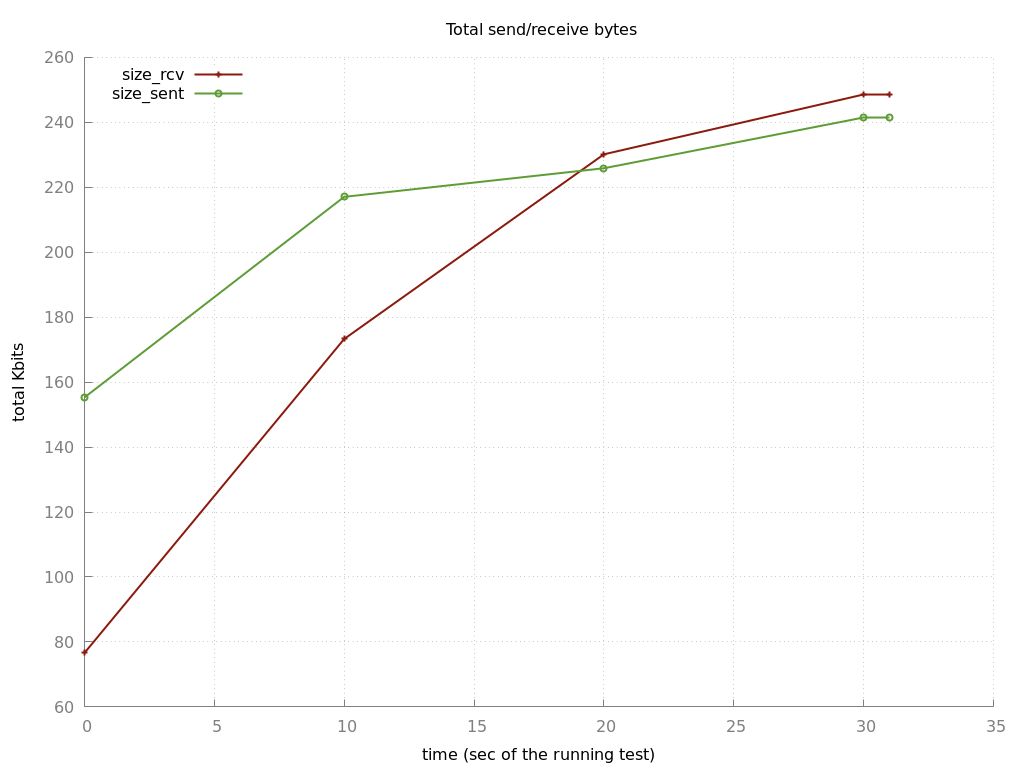 Total send/receive bytes
size_rcv
size_sent
260
240
220
200
180
160
140
120
100
80
60
total Kbits
0 5 10 15 20 25 30 35
time (sec of the running test)